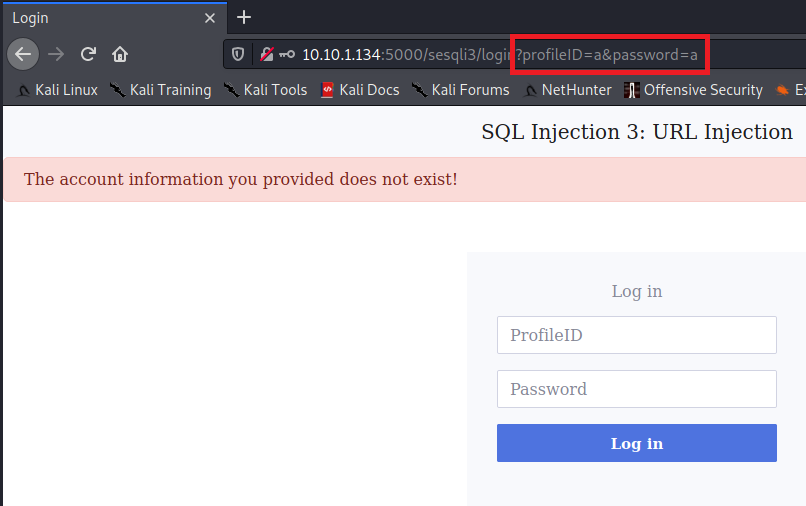 Login
10.10.1.134:5000/sesqli3/login?profileID=a&password=a
Kali Linux Kali Training Kali Tools Kali Docs Kali Forums NetHunter Offensive Security
SQL Injection 3: URL Injection
The account information you provided does not exist!
Log in
ProfileID
Password
Log in